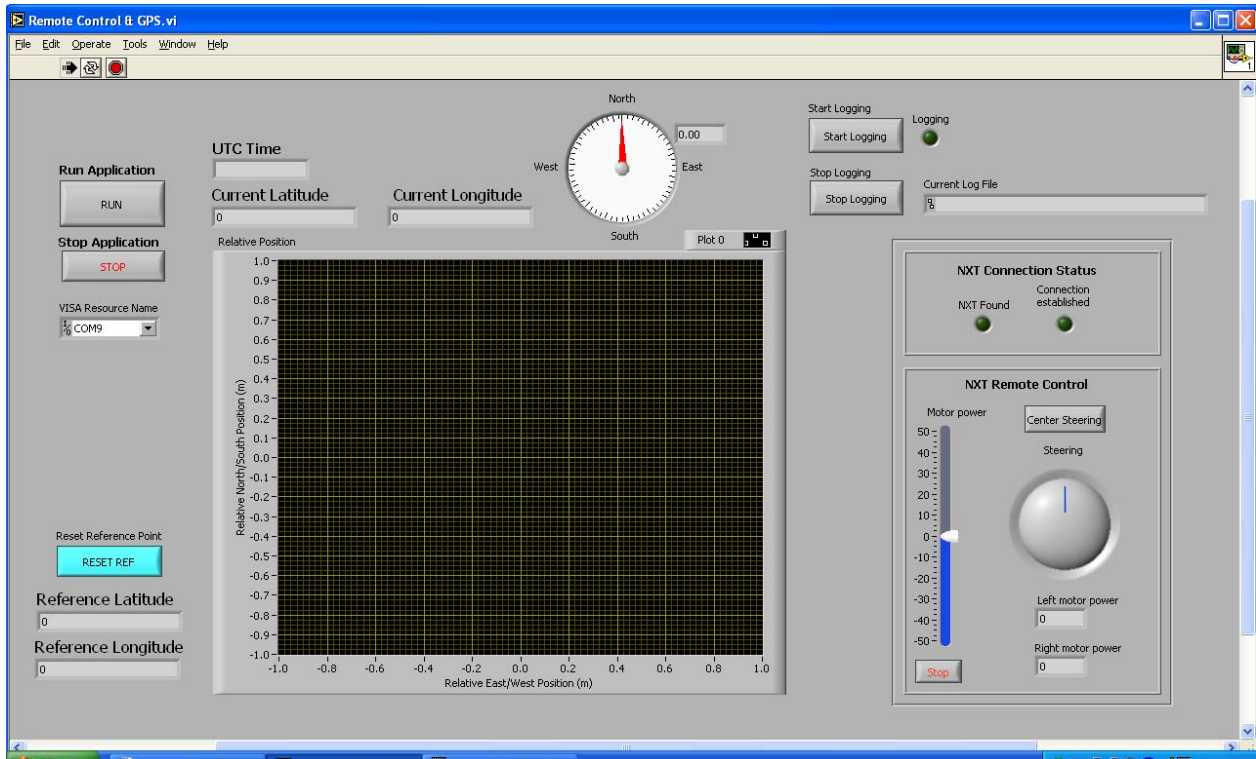 Remote Control & GPS.vi
File Edit Operate Tools Window Help
1
North
West
East
South
0.00
Start Logging
Start Logging
Logging
Stop Logging
Stop Logging
Current Log File
UTC Time
Current Latitude
0
Current Longitude
0
Run Application
RUN
Stop Application
STOP
VISA Resource Name
COM9
Reset Reference Point
RESET REF
Reference Latitude
0
Reference Longitude
0
Relative Position
Plot 0
Relative North/South Position (m)
1.0
0.9
0.8
0.7
0.6
0.5
0.4
0.3
0.2
0.1
0.0
-0.1
-0.2
-0.3
-0.4
-0.5
-0.6
-0.7
-0.8
-0.9
-1.0
-1.0 -0.8 -0.6 -0.4 -0.2 0.0 0.2 0.4 0.6 0.8 1.0
Relative East/West Position (m)
NXT Connection Status
NXT Found
Connection
established
NXT Remote Control
Motor power
50
40
30
20
10
0
-10
-20
-30
-40
-50
Stop
Center Steering
Steering
Left motor power
0
Right motor power
0